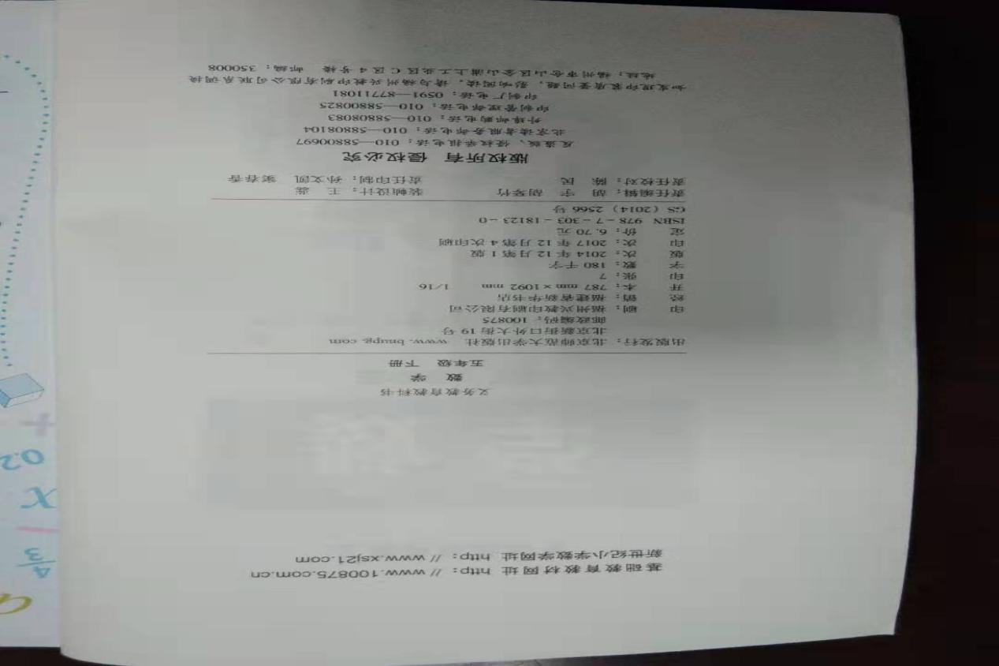 基础教育教材网址 http: // www.100875.com.cn
新世纪小学数学网址 http: // www.xsj21.com
义务教育教科书
数 学
五年级 下册
出版发行：北京师范大学出版社 www.bnupg.com
北京新街口外大街 19 号
邮政编码：100875
印 刷：福州兴教印刷有限公司
经 销：福建省新华书店
开 本：787 mm × 1092 mm 1/16
印 张：7
字 数：180 千字
版 次：2014 年 12 月第 1 版
印 次：2017 年 12 月第 4 次印刷
定 价：6.70 元
ISBN 978-7-303-18123-0
GS（2014）2566 号
责任编辑：胡 宇 胡琴竹 装帧设计：王 蕊
责任校对：陈 民 责任印制：孙文凯 窦春香
版权所有 侵权必究
反盗版、侵权举报电话：010—58800697
北京读者服务部电话：010—58808104
外埠邮购电话：010—58808083
印制管理部电话：010—58800825
印制厂电话：0591—87711081
如发现印装质量问题，影响阅读，请与福州兴教印刷有限公司联系调换
地址：福州市仓山区金山浦上工业区 C 区 4 号楼 邮编：350008
a
4/3
x
0.2
+